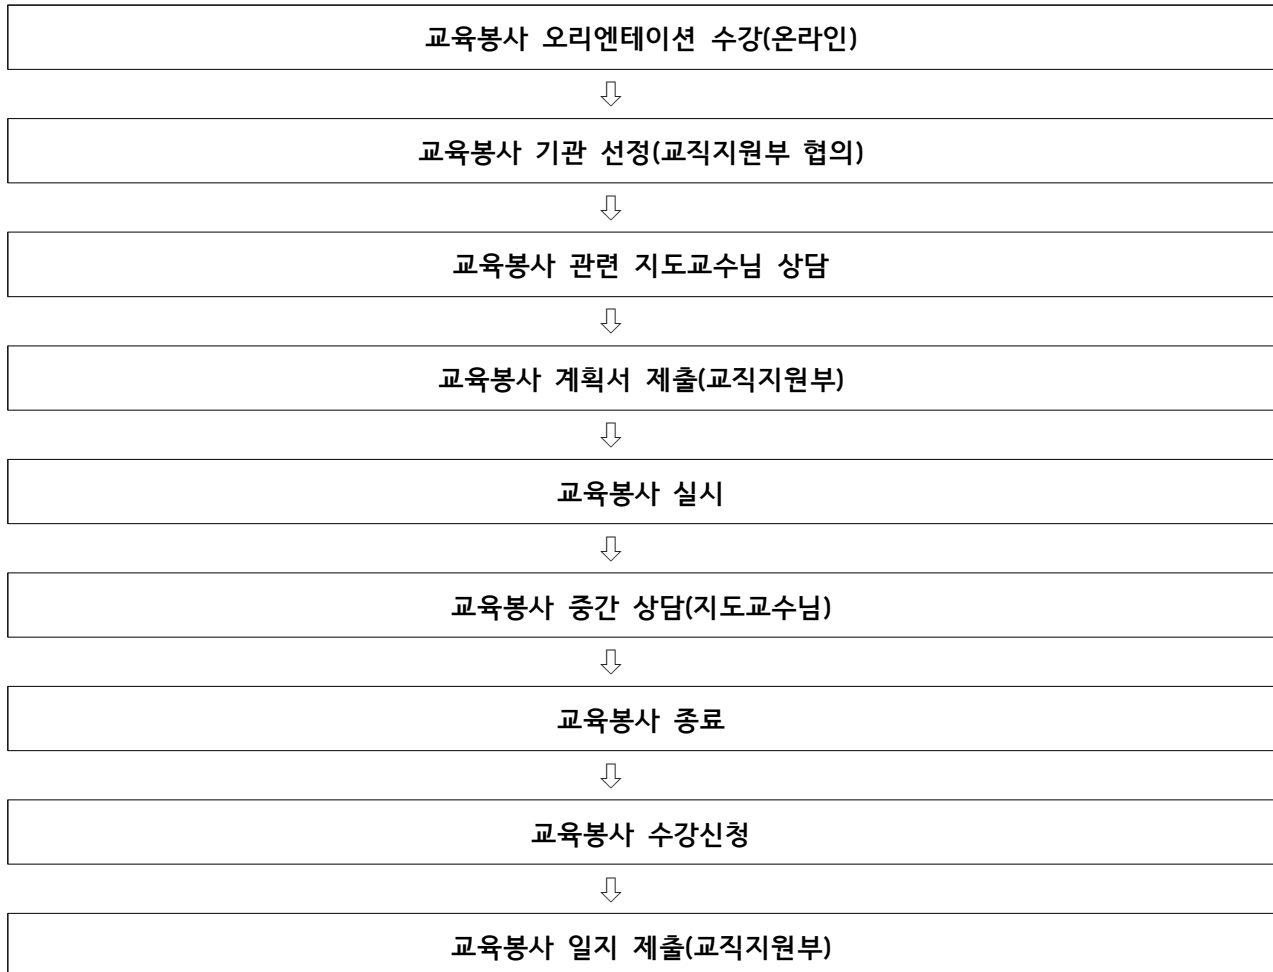 교육봉사 오리엔테이션 수강(온라인)
교육봉사 기관 선정(교직지원부 협의)
교육봉사 관련 지도교수님 상담
교육봉사 계획서 제출(교직지원부)
교육봉사 실시
교육봉사 중간 상담(지도교수님)
교육봉사 종료
교육봉사 수강신청
교육봉사 일지 제출(교직지원부)